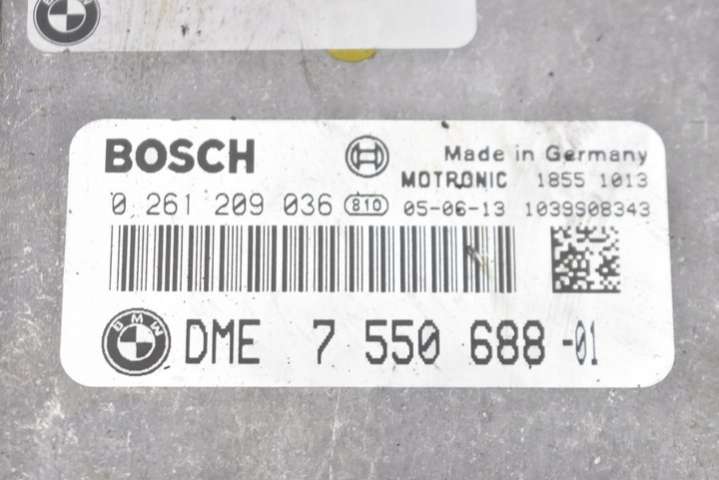 BOSCH Made in Germany
MOTRONIC 1855 1013
0 261 209 036 810 05-06-13 1039S08343
BMW DME 7 550 688-01